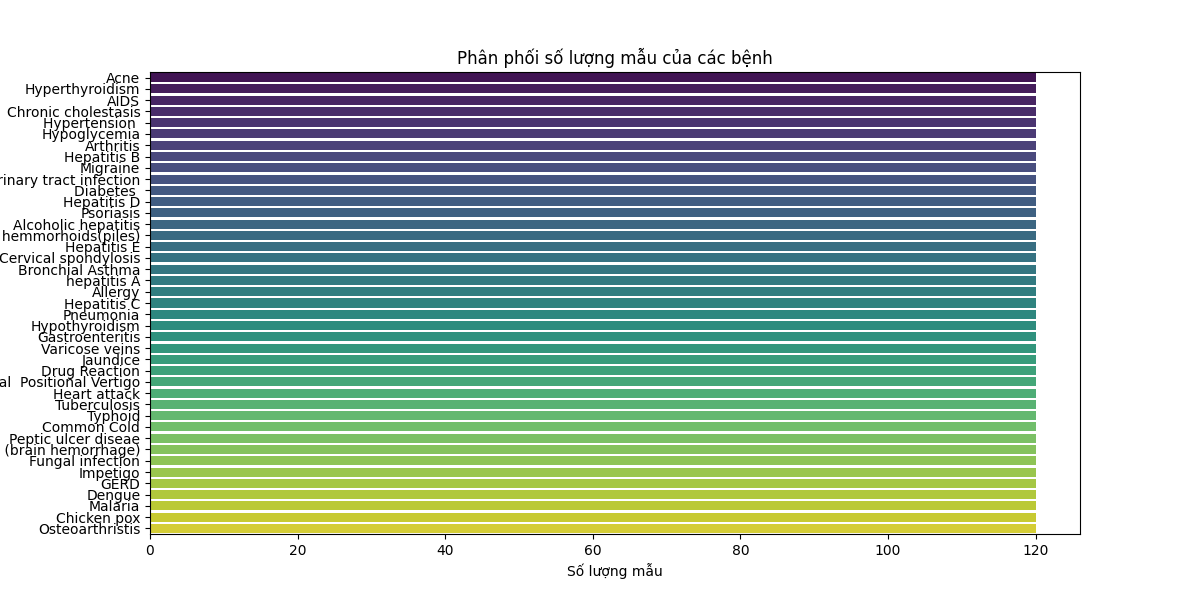 Phân phối số lượng mẫu của các bệnh
Acne
Hyperthyroidism
AIDS
Chronic cholestasis
Hypertension
Hypoglycemia
Arthritis
Hepatitis B
Migraine
rinary tract infection
Diabetes
Hepatitis D
Psoriasis
Alcoholic hepatitis
hemmorhoids(piles)
Hepatitis E
Cervical spondylosis
Bronchial Asthma
hepatitis A
Allergy
Hepatitis C
Pneumonia
Hypothyroidism
Gastroenteritis
Varicose veins
Jaundice
Drug Reaction
al  Positional Vertigo
Heart attack
Tuberculosis
Typhoid
Common Cold
Peptic ulcer diseae
(brain hemorrhage)
Fungal infection
Impetigo
GERD
Dengue
Malaria
Chicken pox
Osteoarthristis
0 20 40 60 80 100 120
Số lượng mẫu